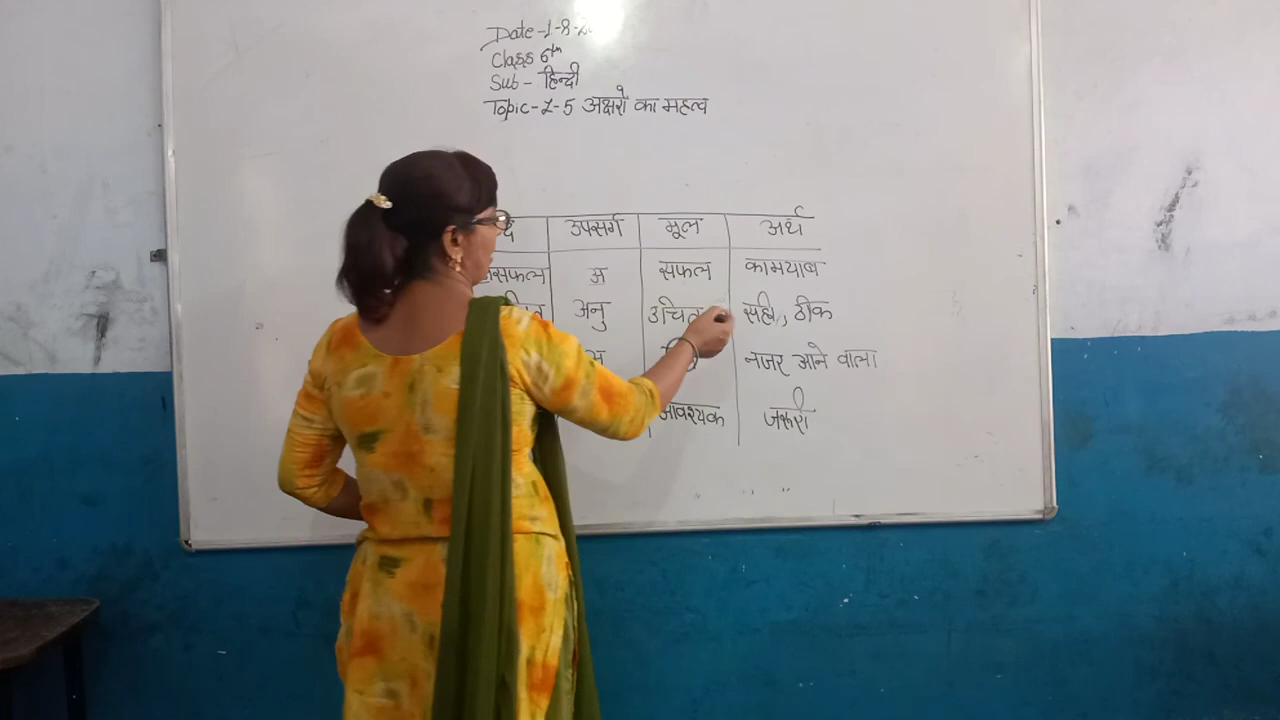 Date-1-8-2
Class 6th
Sub- हिन्दी
Topic-L-5 अक्षरों का महत्व
उपसर्ग मूल अर्थ
असफल अ सफल कामयाब
अनु उचित सही, ठीक
अ नजर आने वाला
आवश्यक जरूरी